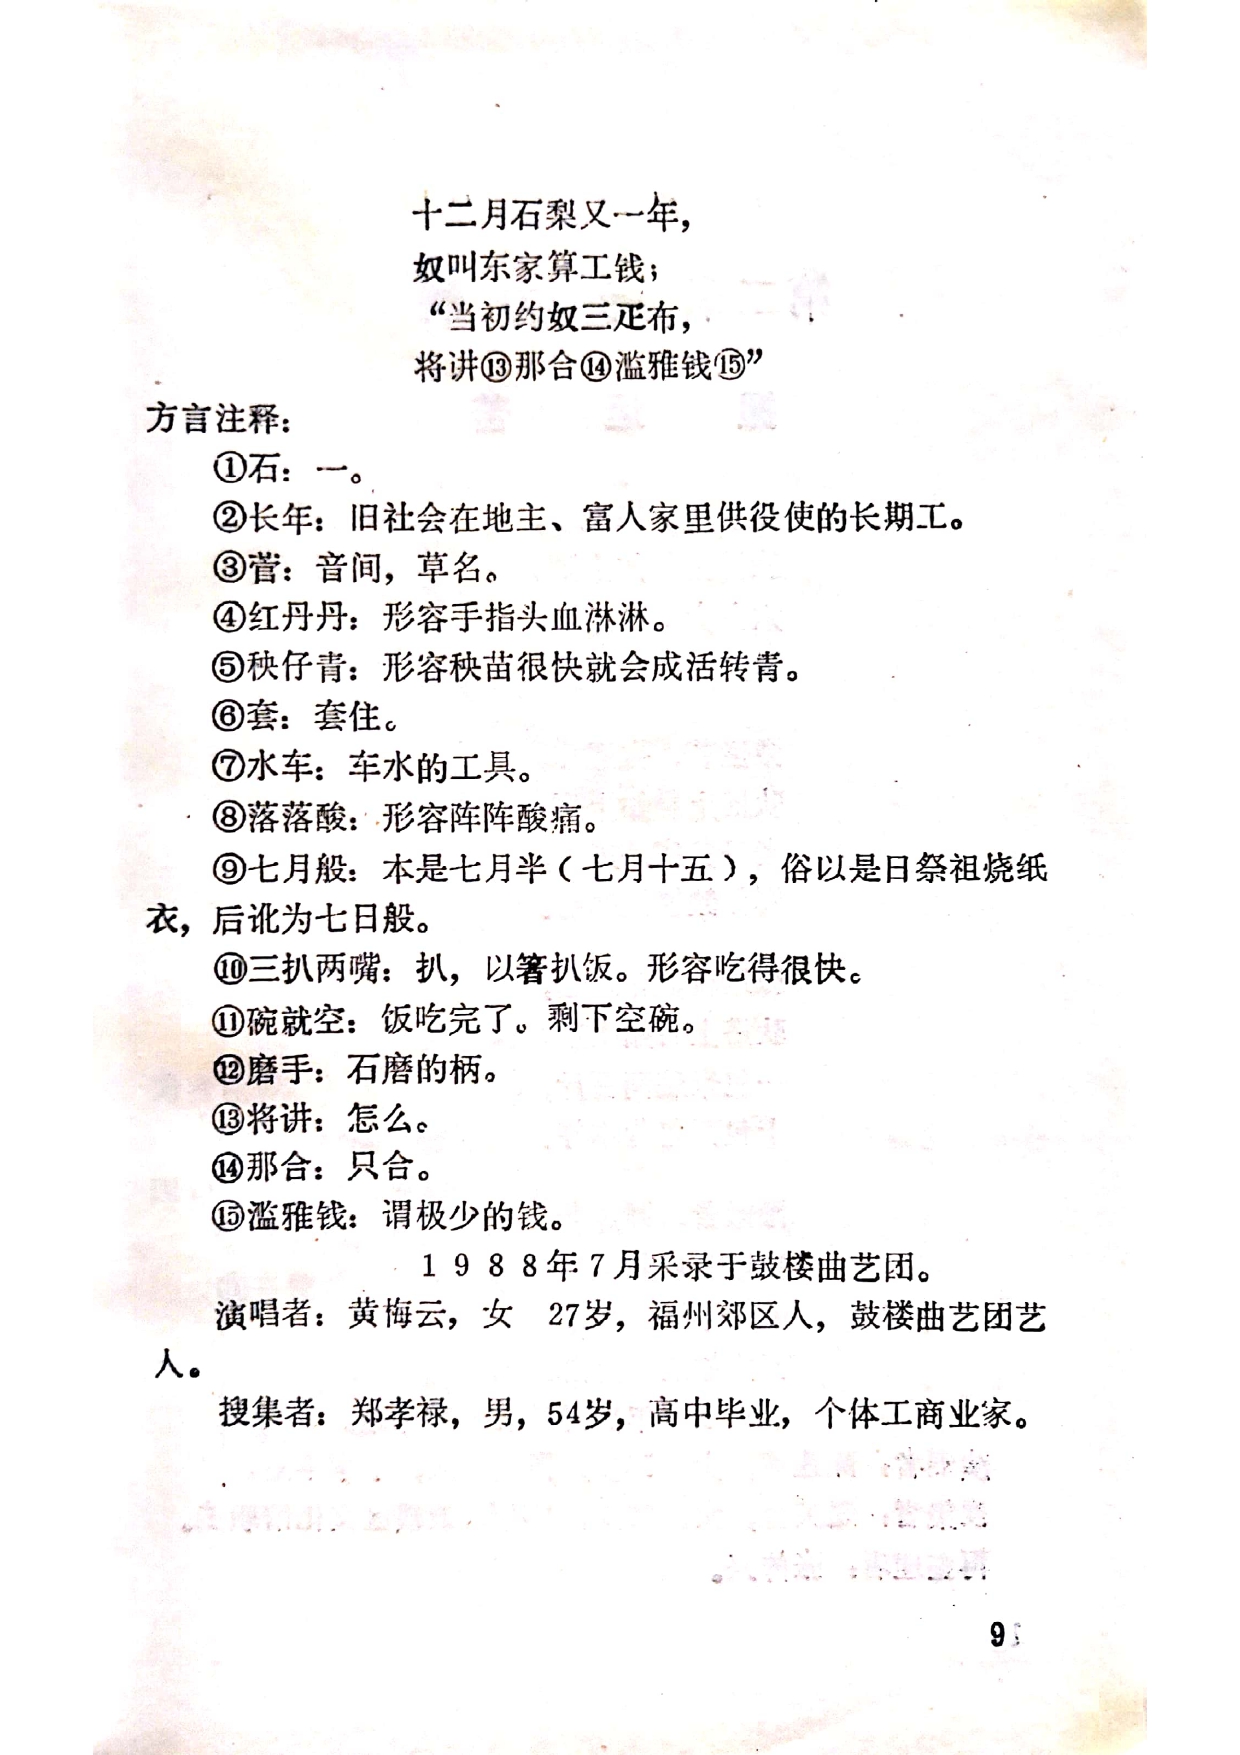 十二月石梨又一年，
奴叫东家算工钱；
“当初约奴三疋布，
将讲⑬那合⑭滥雅钱⑮”
方言注释：
①石：一。
②长年：旧社会在地主、富人家里供役使的长期工。
③菅：音间，草名。
④红丹丹：形容手指头血淋淋。
⑤秧仔青：形容秧苗很快就会成活转青。
⑥套：套住。
⑦水车：车水的工具。
⑧落落酸：形容阵阵酸痛。
⑨七月般：本是七月半（七月十五），俗以是日祭祖烧纸
衣，后讹为七日般。
⑩三扒两嘴：扒，以箸扒饭。形容吃得很快。
⑪碗就空：饭吃完了。剩下空碗。
⑫磨手：石磨的柄。
⑬将讲：怎么。
⑭那合：只合。
⑮滥雅钱：谓极少的钱。
1988年7月采录于鼓楼曲艺团。
演唱者：黄梅云，女 27岁，福州郊区人，鼓楼曲艺团艺
人。
搜集者：郑孝禄，男，54岁，高中毕业，个体工商业家。
9